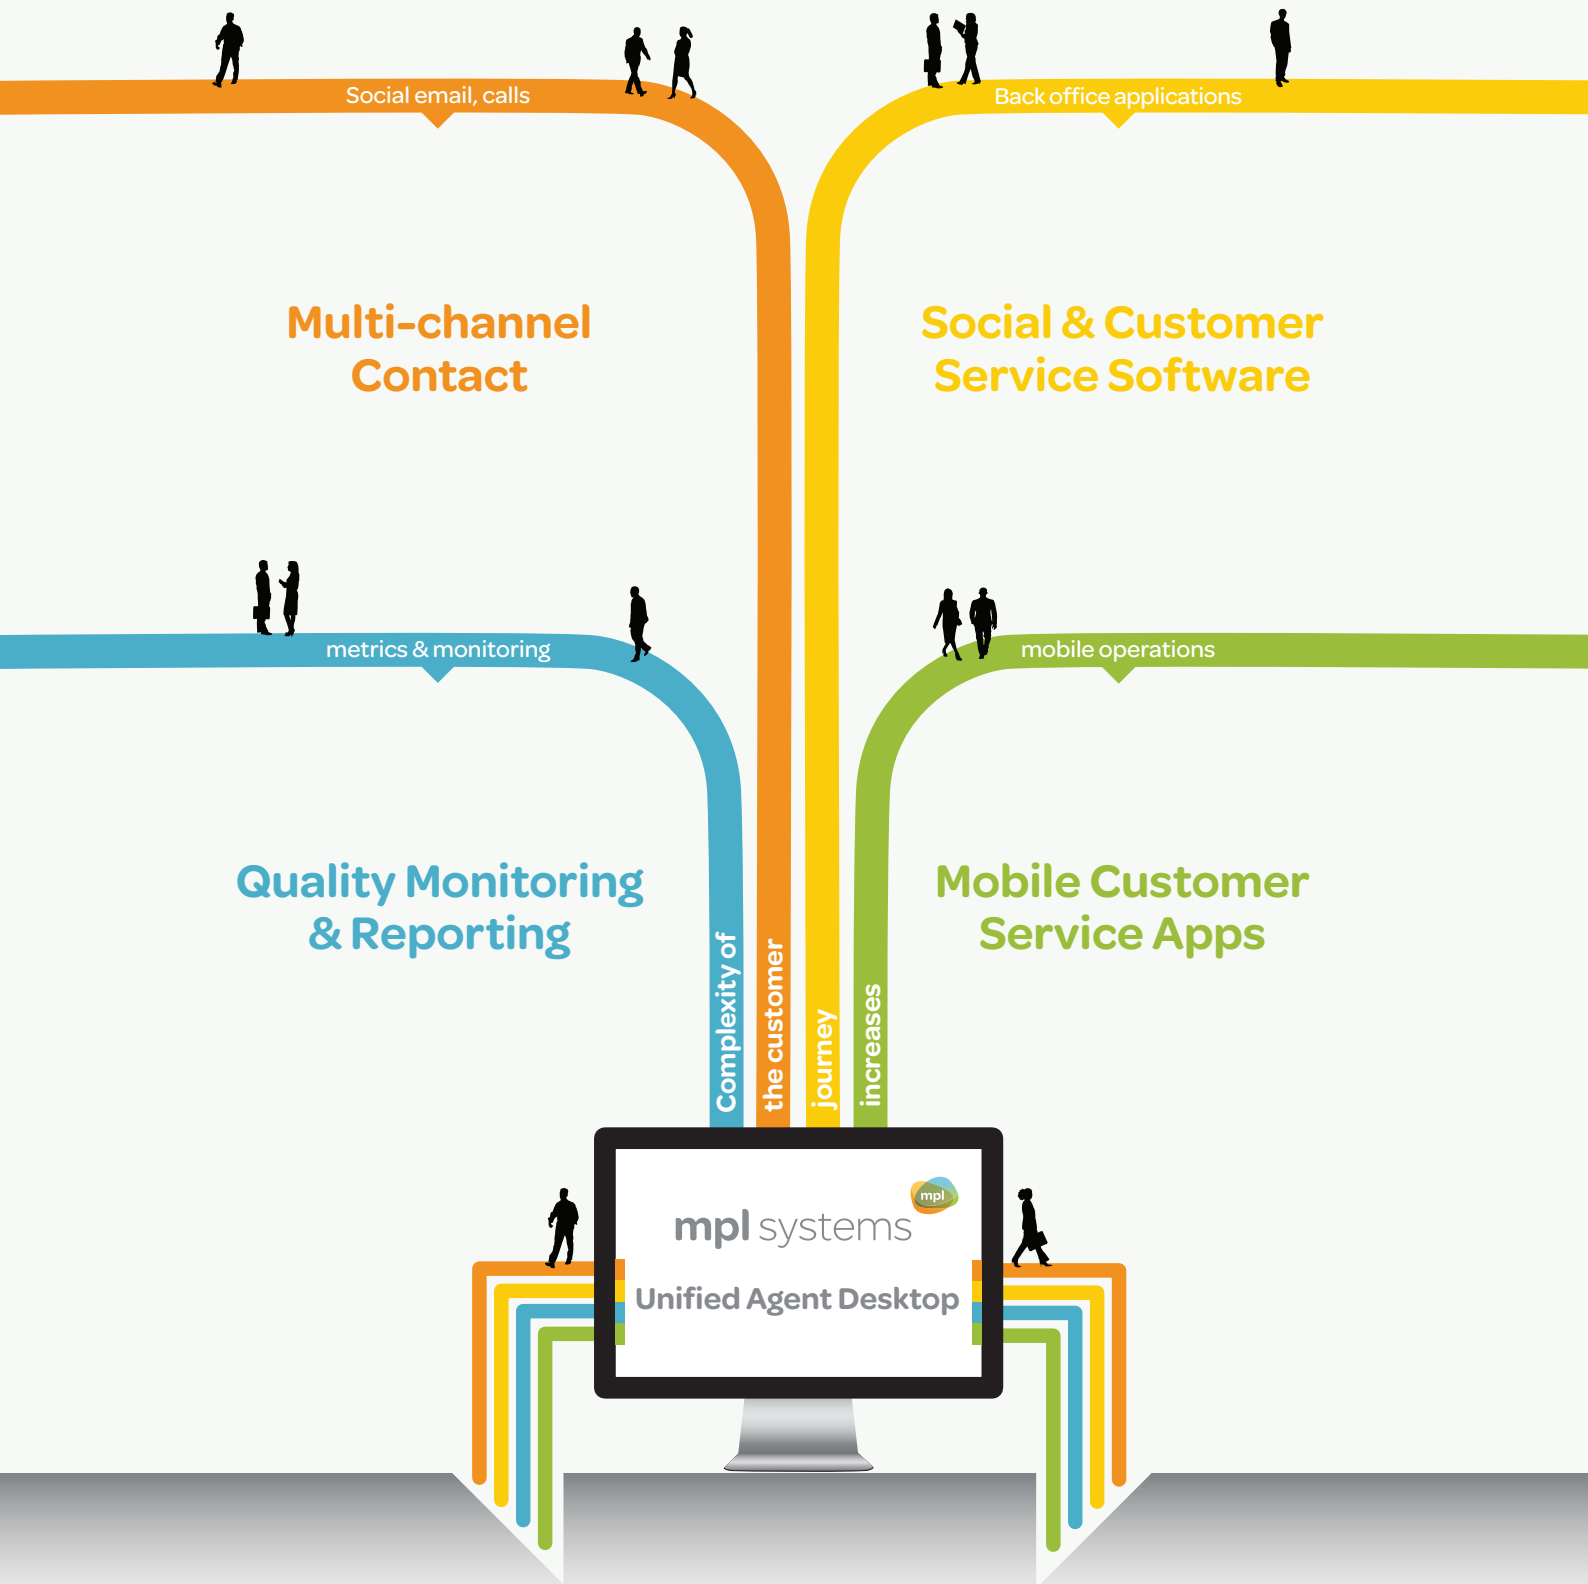 Social email, calls
Back office applications
Multi-channel
Contact
Social & Customer
Service Software
metrics & monitoring
mobile operations
Quality Monitoring
& Reporting
Mobile Customer
Service Apps
Complexity of
the customer
journey
increases
mpl
mpl systems
Unified Agent Desktop